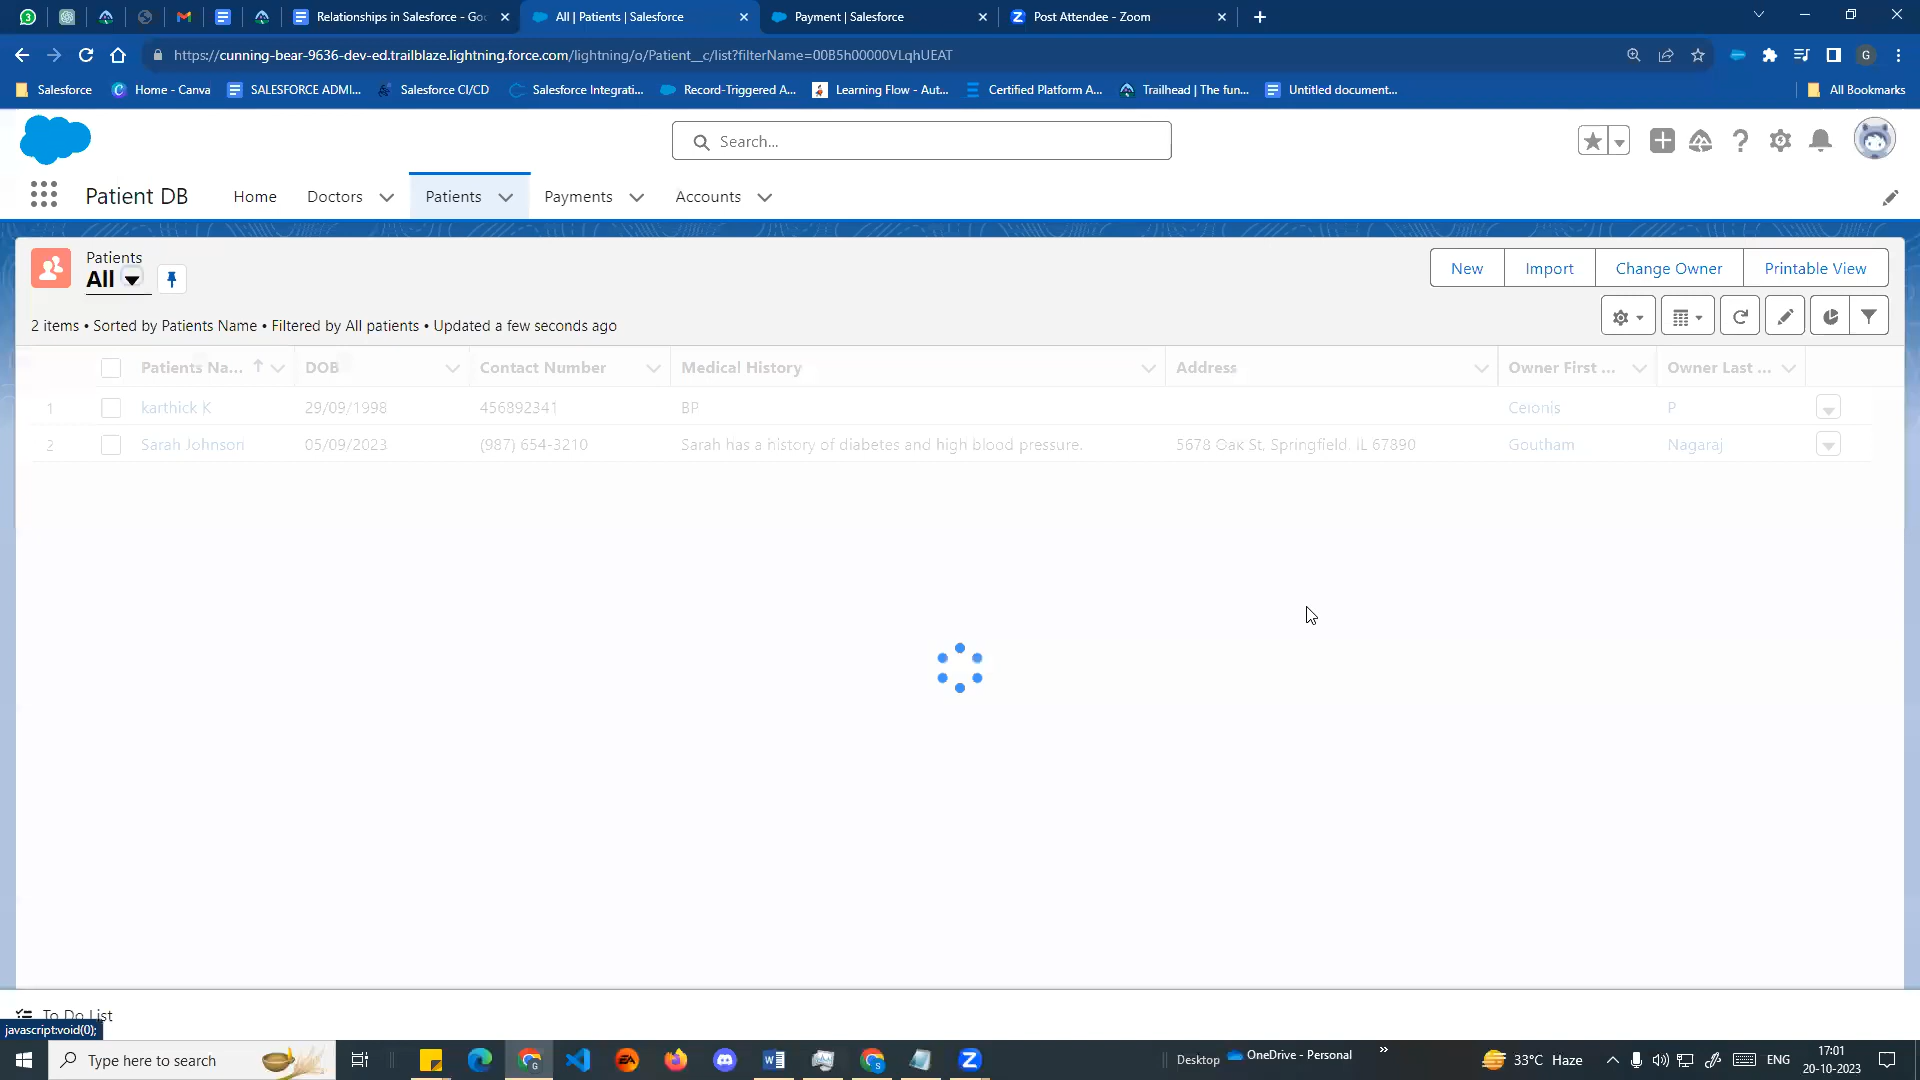 Relationships in Salesforce - Goo
All | Patients | Salesforce
Payment | Salesforce
Post Attendee - Zoom
https://cunning-bear-9636-dev-ed.trailblaze.lightning.force.com/lightning/o/Patient__c/list?filterName=00B5h00000VLqhUEAT
G
Salesforce
Home - Canva
SALESFORCE ADMI...
Salesforce CI/CD
Salesforce Integrati...
Record-Triggered A...
Learning Flow - Aut...
Certified Platform A...
Trailhead | The fun...
Untitled document...
All Bookmarks
Search...
Patient DB
Home
Doctors
Patients
Payments
Accounts
Patients
All
New
Import
Change Owner
Printable View
2 items • Sorted by Patients Name • Filtered by All patients • Updated a few seconds ago
Patients Na... DOB Contact Number Medical History Address Owner First ... Owner Last ...
1 karthick K 29/09/1998 456892341 BP Celonis P
2 Sarah Johnson 05/09/2023 (987) 654-3210 Sarah has a history of diabetes and high blood pressure. 5678 Oak St, Springfield, IL 67890 Goutham Nagaraj
To Do List
javascript:void(0);
Type here to search
Desktop
OneDrive - Personal
33°C Haze
ENG
17:01
20-10-2023